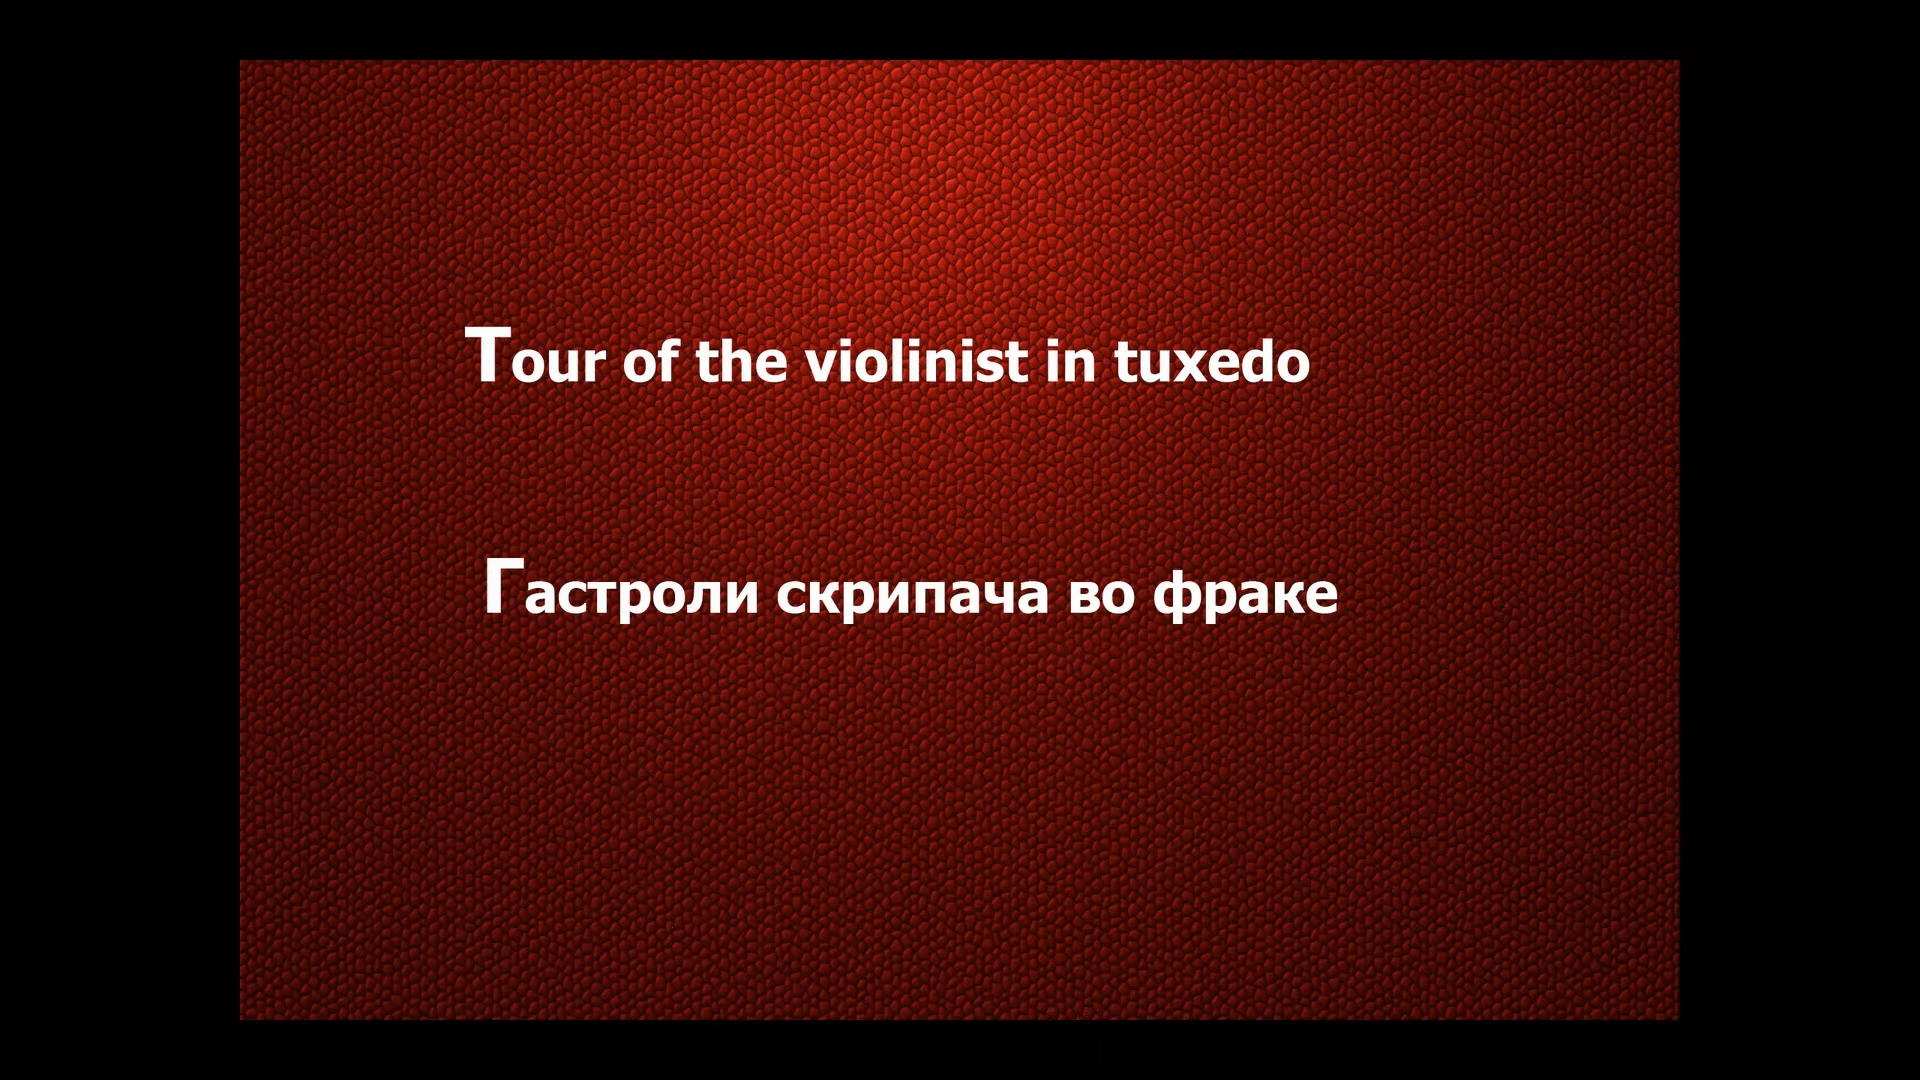 Tour of the violinist in tuxedo
Гастроли скрипача во фраке